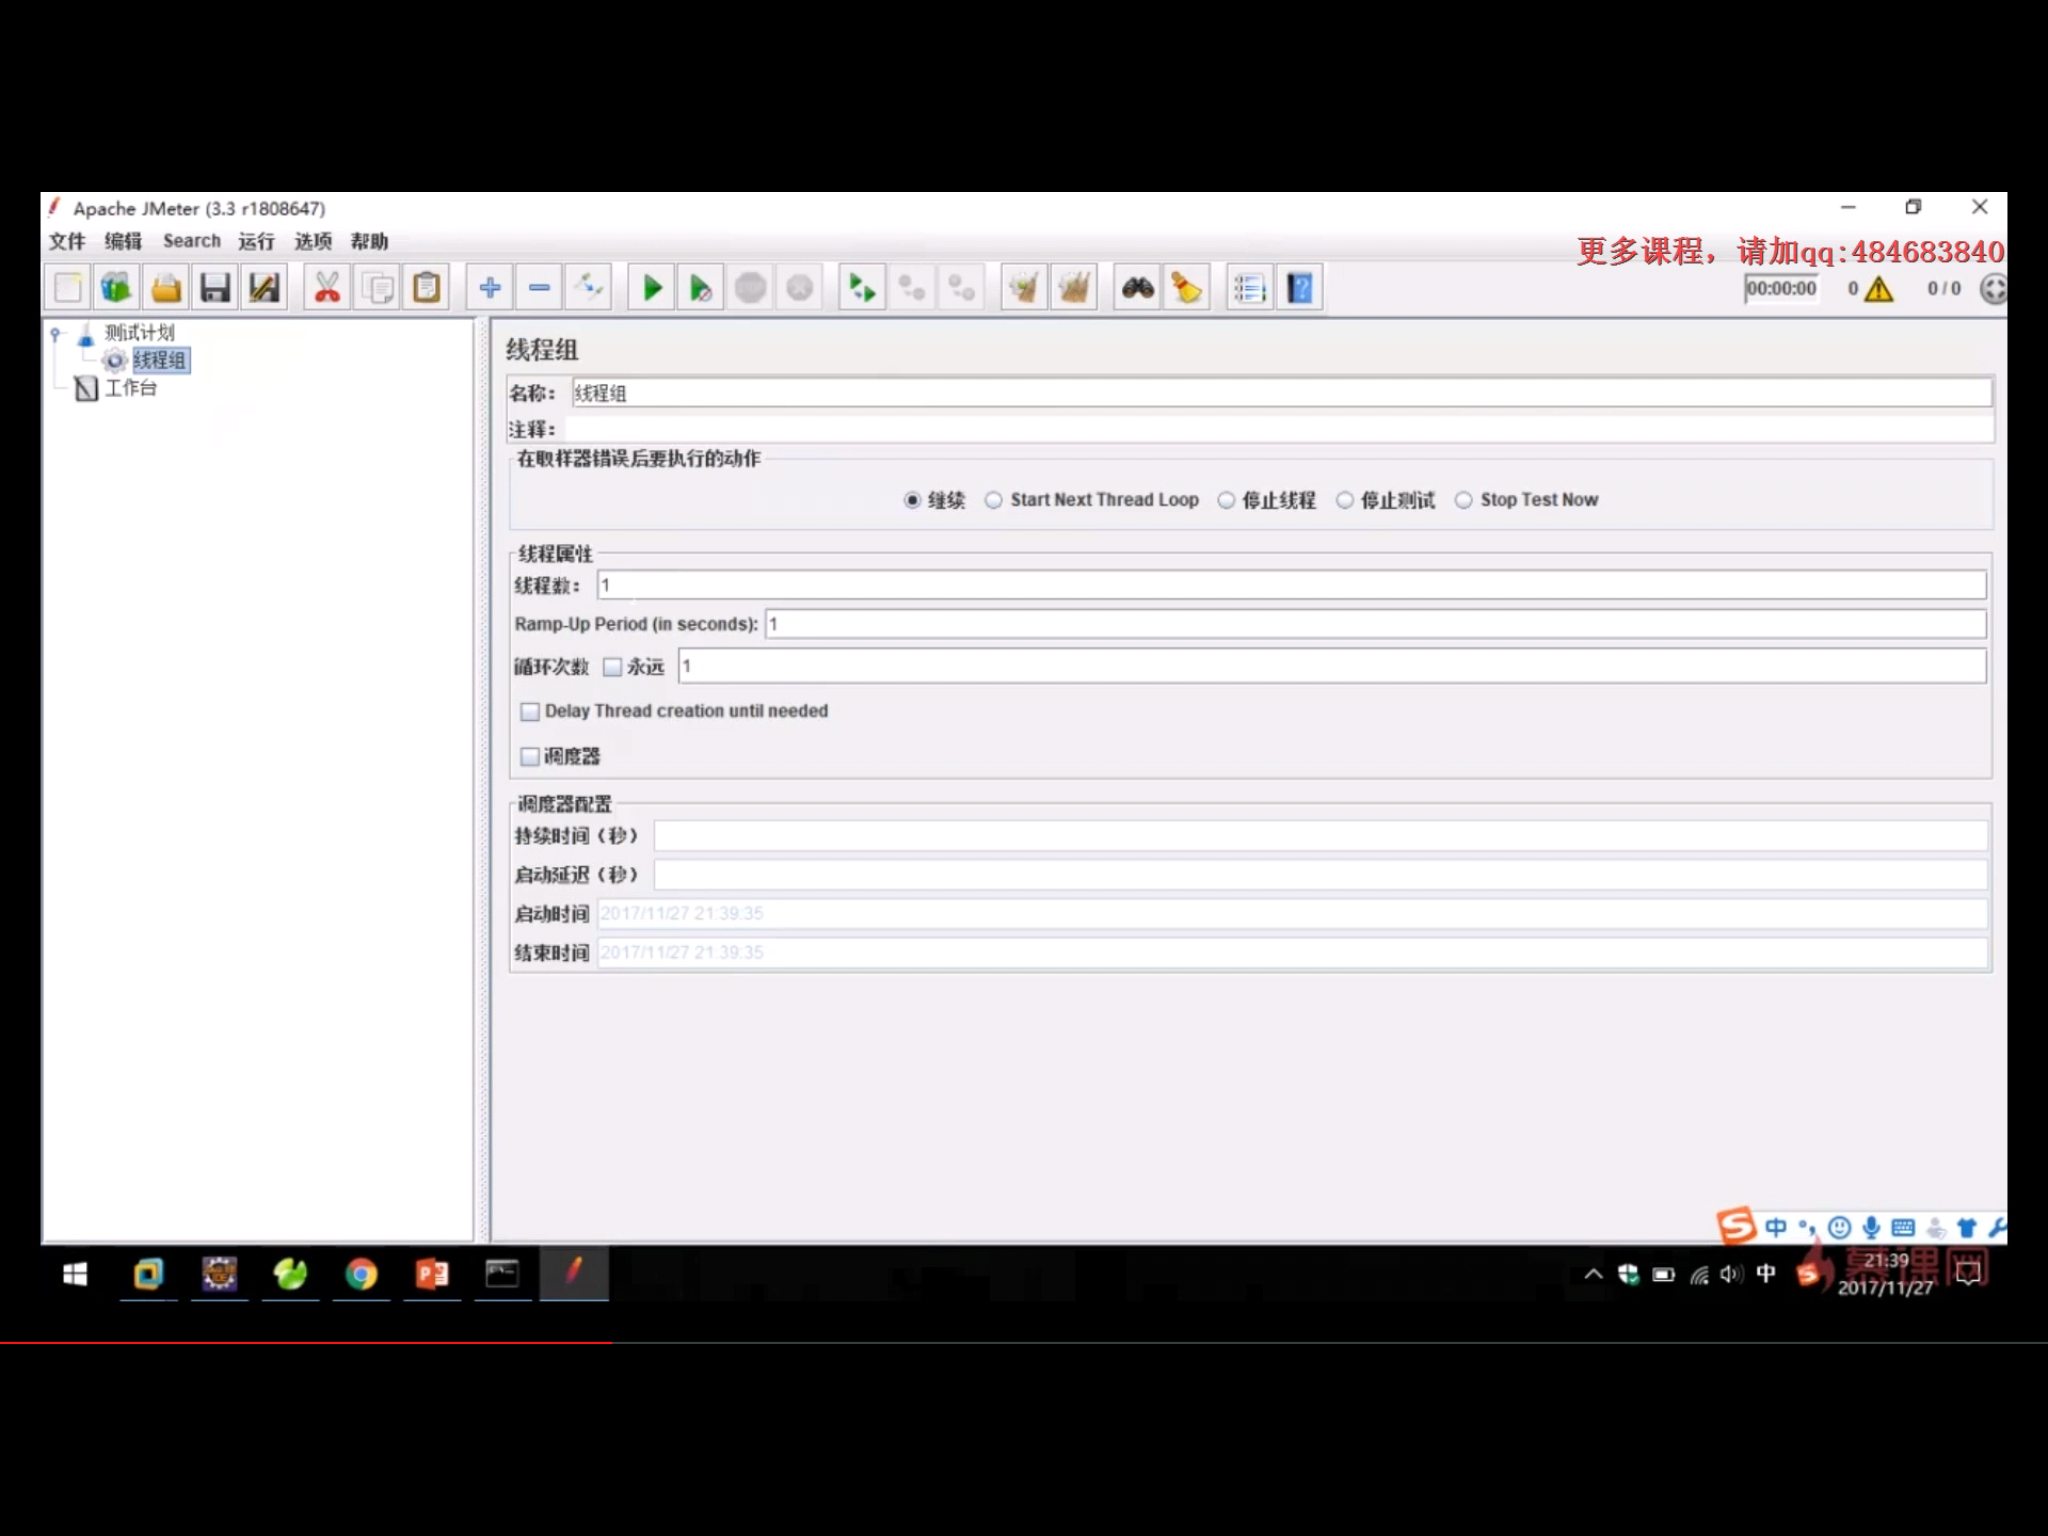 Apache JMeter (3.3 r1808647)
文件 编辑 Search 运行 选项 帮助
更多课程，请加qq:484683840
00:00:00 0 0 / 0
测试计划
线程组
工作台
线程组
名称： 线程组
注释：
在取样器错误后要执行的动作
继续 Start Next Thread Loop 停止线程 停止测试 Stop Test Now
线程属性
线程数： 1
Ramp-Up Period (in seconds): 1
循环次数 永远 1
Delay Thread creation until needed
调度器
调度器配置
持续时间（秒）
启动延迟（秒）
启动时间 2017/11/27 21:39:35
结束时间 2017/11/27 21:39:35
中
中 21:39
慕课网
2017/11/27